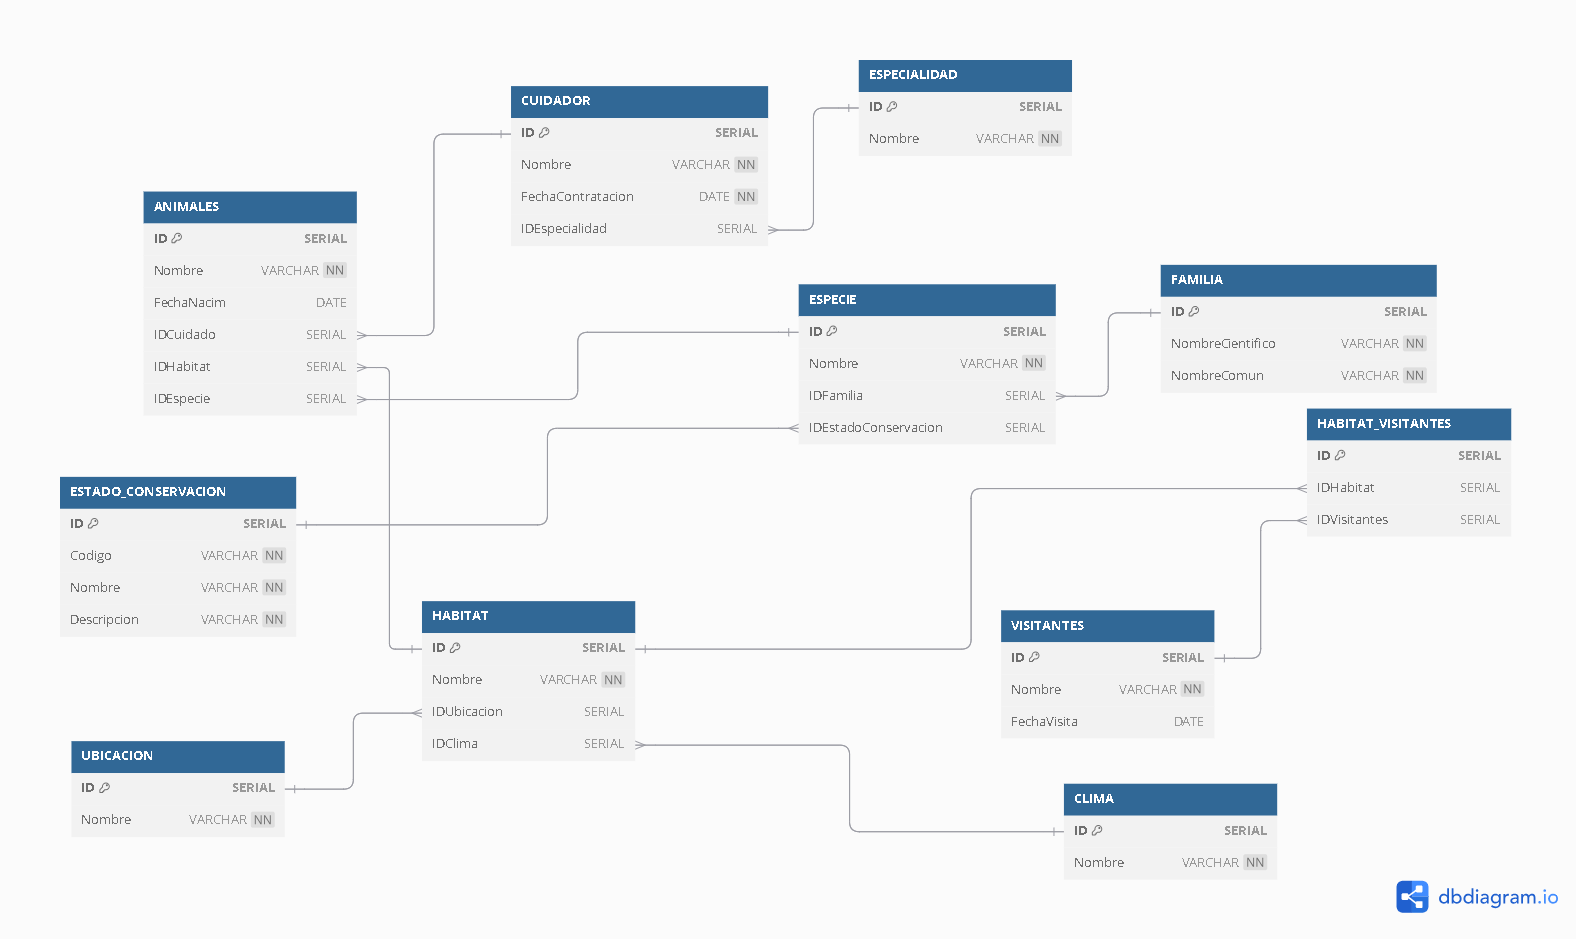 ESPECIALIDAD
ID SERIAL
Nombre VARCHAR NN
CUIDADOR
ID SERIAL
Nombre VARCHAR NN
FechaContratacion DATE NN
IDEspecialidad SERIAL
ANIMALES
ID SERIAL
Nombre VARCHAR NN
FechaNacim DATE
IDCuidado SERIAL
IDHabitat SERIAL
IDEspecie SERIAL
ESPECIE
ID SERIAL
Nombre VARCHAR NN
IDFamilia SERIAL
IDEstadoConservacion SERIAL
FAMILIA
ID SERIAL
NombreCientifico VARCHAR NN
NombreComun VARCHAR NN
HABITAT_VISITANTES
ID SERIAL
IDHabitat SERIAL
IDVisitantes SERIAL
ESTADO_CONSERVACION
ID SERIAL
Codigo VARCHAR NN
Nombre VARCHAR NN
Descripcion VARCHAR NN
HABITAT
ID SERIAL
Nombre VARCHAR NN
IDUbicacion SERIAL
IDClima SERIAL
VISITANTES
ID SERIAL
Nombre VARCHAR NN
FechaVisita DATE
UBICACION
ID SERIAL
Nombre VARCHAR NN
CLIMA
ID SERIAL
Nombre VARCHAR NN
dbdiagram.io